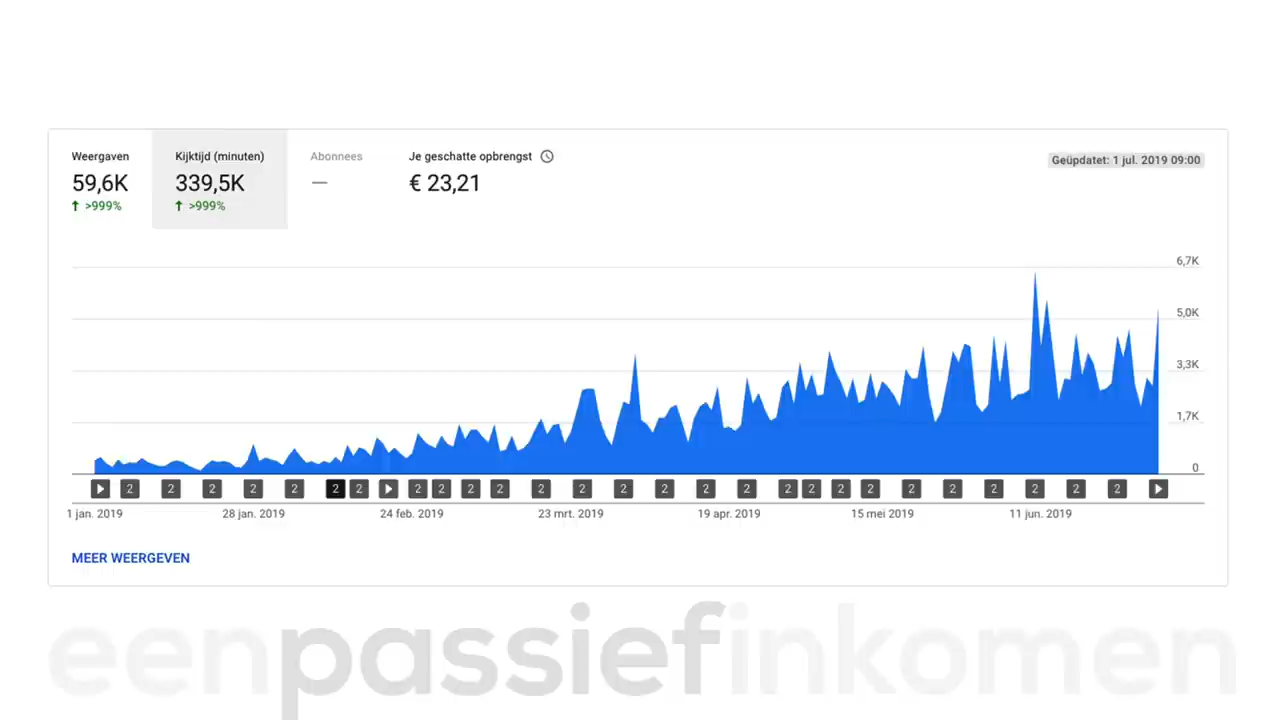 Weergaven
59,6K
>999%
Kijktijd (minuten)
339,5K
>999%
Abonnees
—
Je geschatte opbrengst
€ 23,21
Geüpdatet: 1 jul. 2019 09:00
6,7K
5,0K
3,3K
1,7K
0
2 2 2 2 2 2 2 2 2 2 2 2 2 2 2 2 2 2 2 2 2 2 2 2 2 2 2 2
1 jan. 2019 28 jan. 2019 24 feb. 2019 23 mrt. 2019 19 apr. 2019 15 mei 2019 11 jun. 2019
MEER WEERGEVEN
eenpassiefinkomen